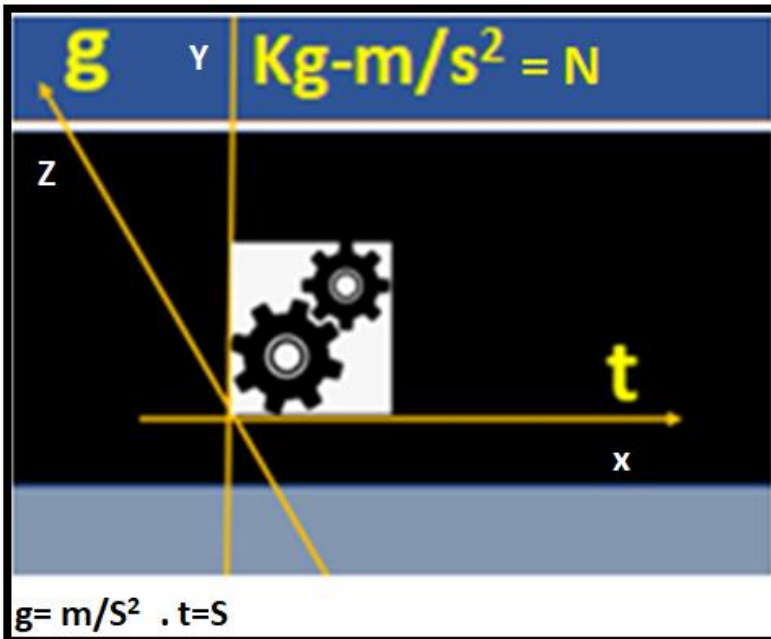 g Y Kg-m/s² = N
Z
t
x
g= m/S² . t=S